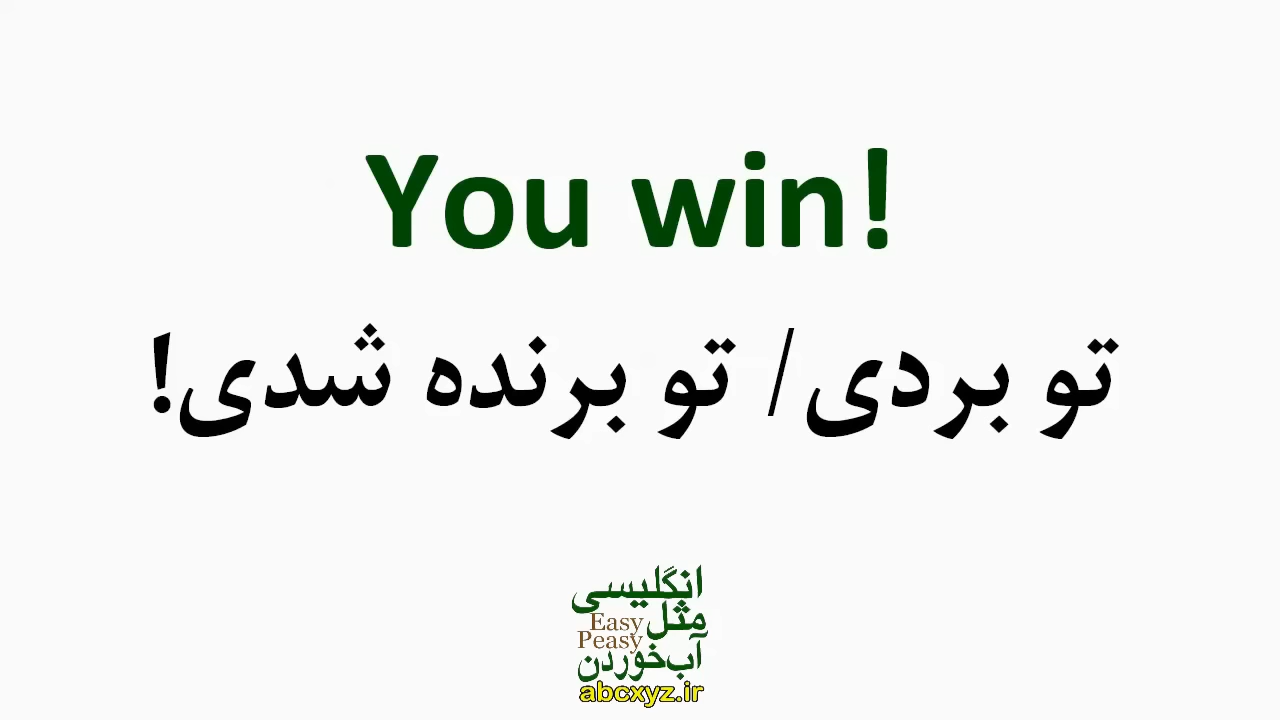 You win!
تو بردی/ تو برنده شدی!
انگلیسی
مثل Easy
Peasy
آب‌خوردن
abcxyz.ir